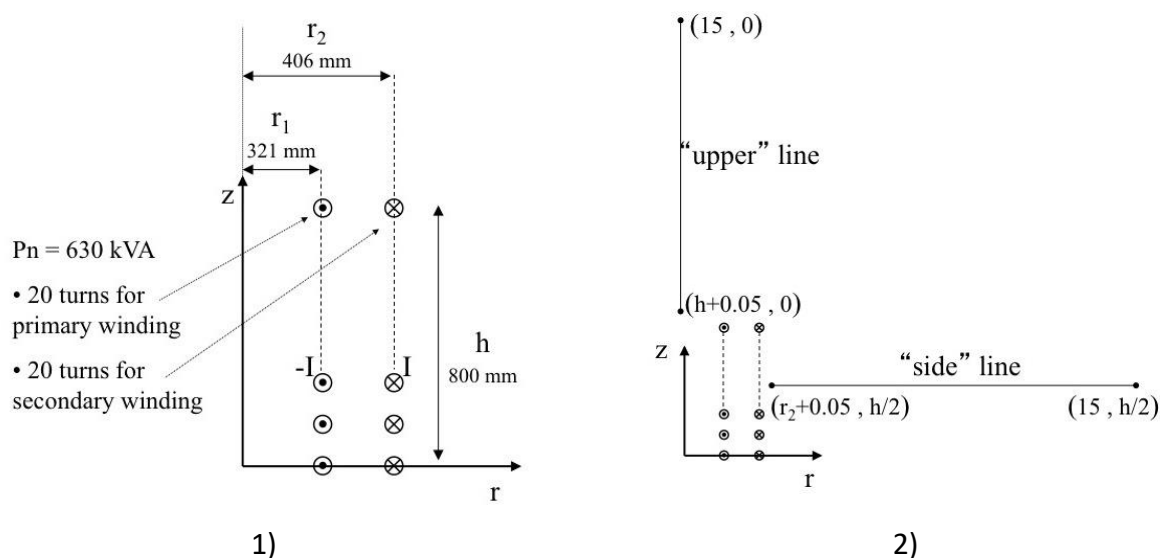 r2
406 mm
r1
321 mm
z
Pn = 630 kVA
• 20 turns for
primary winding
• 20 turns for
secondary winding
-I
I
h
800 mm
r
1)
(15 , 0)
“upper” line
(h+0.05 , 0)
z
“side” line
(r2+0.05 , h/2)
(15 , h/2)
r
2)